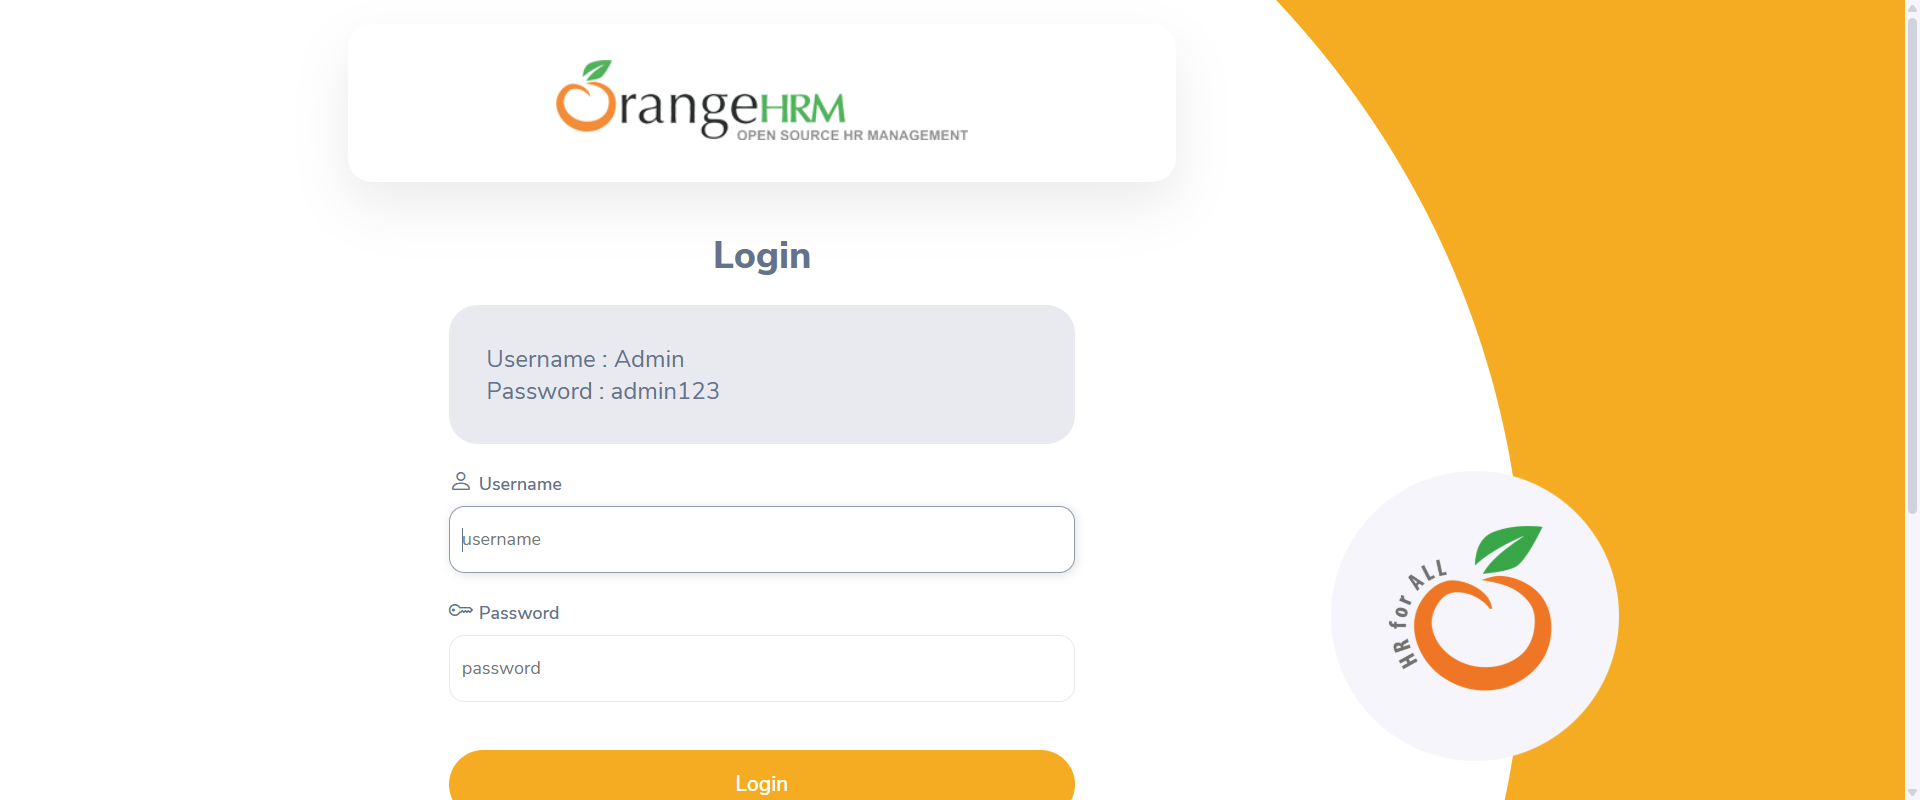 OrangeHRM
OPEN SOURCE HR MANAGEMENT
Login
Username : Admin
Password : admin123
Username
username
Password
password
Login
HR for ALL